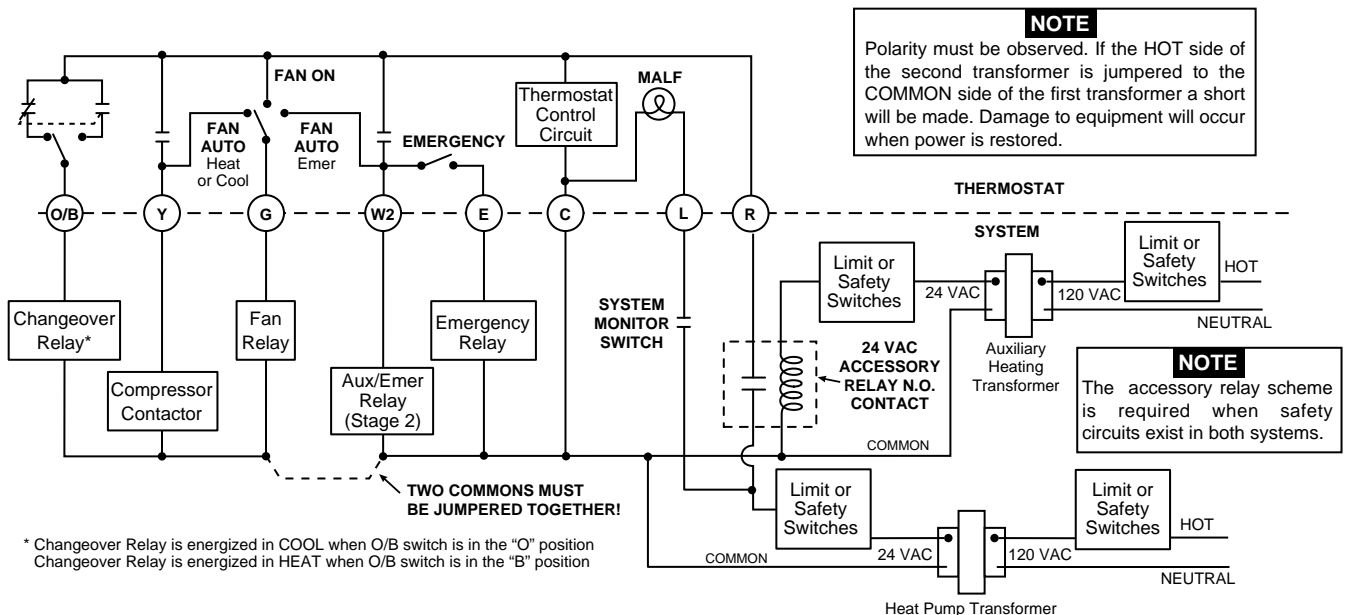 NOTE
Polarity must be observed. If the HOT side of
the second transformer is jumpered to the
COMMON side of the first transformer a short
will be made. Damage to equipment will occur
when power is restored.
FAN ON
MALF
Thermostat
Control
Circuit
FAN
AUTO
Heat
or Cool
FAN
AUTO
Emer
EMERGENCY
THERMOSTAT
O/B
Y
G
W2
E
C
L
R
SYSTEM
Limit or
Safety
Switches
24 VAC
120 VAC
Limit or
Safety
Switches
HOT
NEUTRAL
Auxiliary
Heating
Transformer
Changeover
Relay*
Compressor
Contactor
Fan
Relay
Aux/Emer
Relay
(Stage 2)
Emergency
Relay
SYSTEM
MONITOR
SWITCH
24 VAC
ACCESSORY
RELAY N.O.
CONTACT
NOTE
The accessory relay scheme
is required when safety
circuits exist in both systems.
COMMON
TWO COMMONS MUST
BE JUMPERED TOGETHER!
Limit or
Safety
Switches
24 VAC
120 VAC
Limit or
Safety
Switches
HOT
NEUTRAL
COMMON
Heat Pump Transformer
* Changeover Relay is energized in COOL when O/B switch is in the “O” position
Changeover Relay is energized in HEAT when O/B switch is in the “B” position